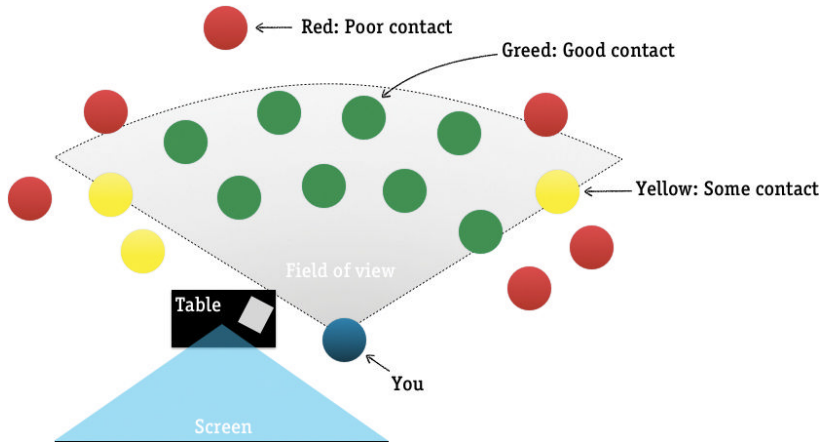 Red: Poor contact
Greed: Good contact
Yellow: Some contact
Field of view
Table
You
Screen